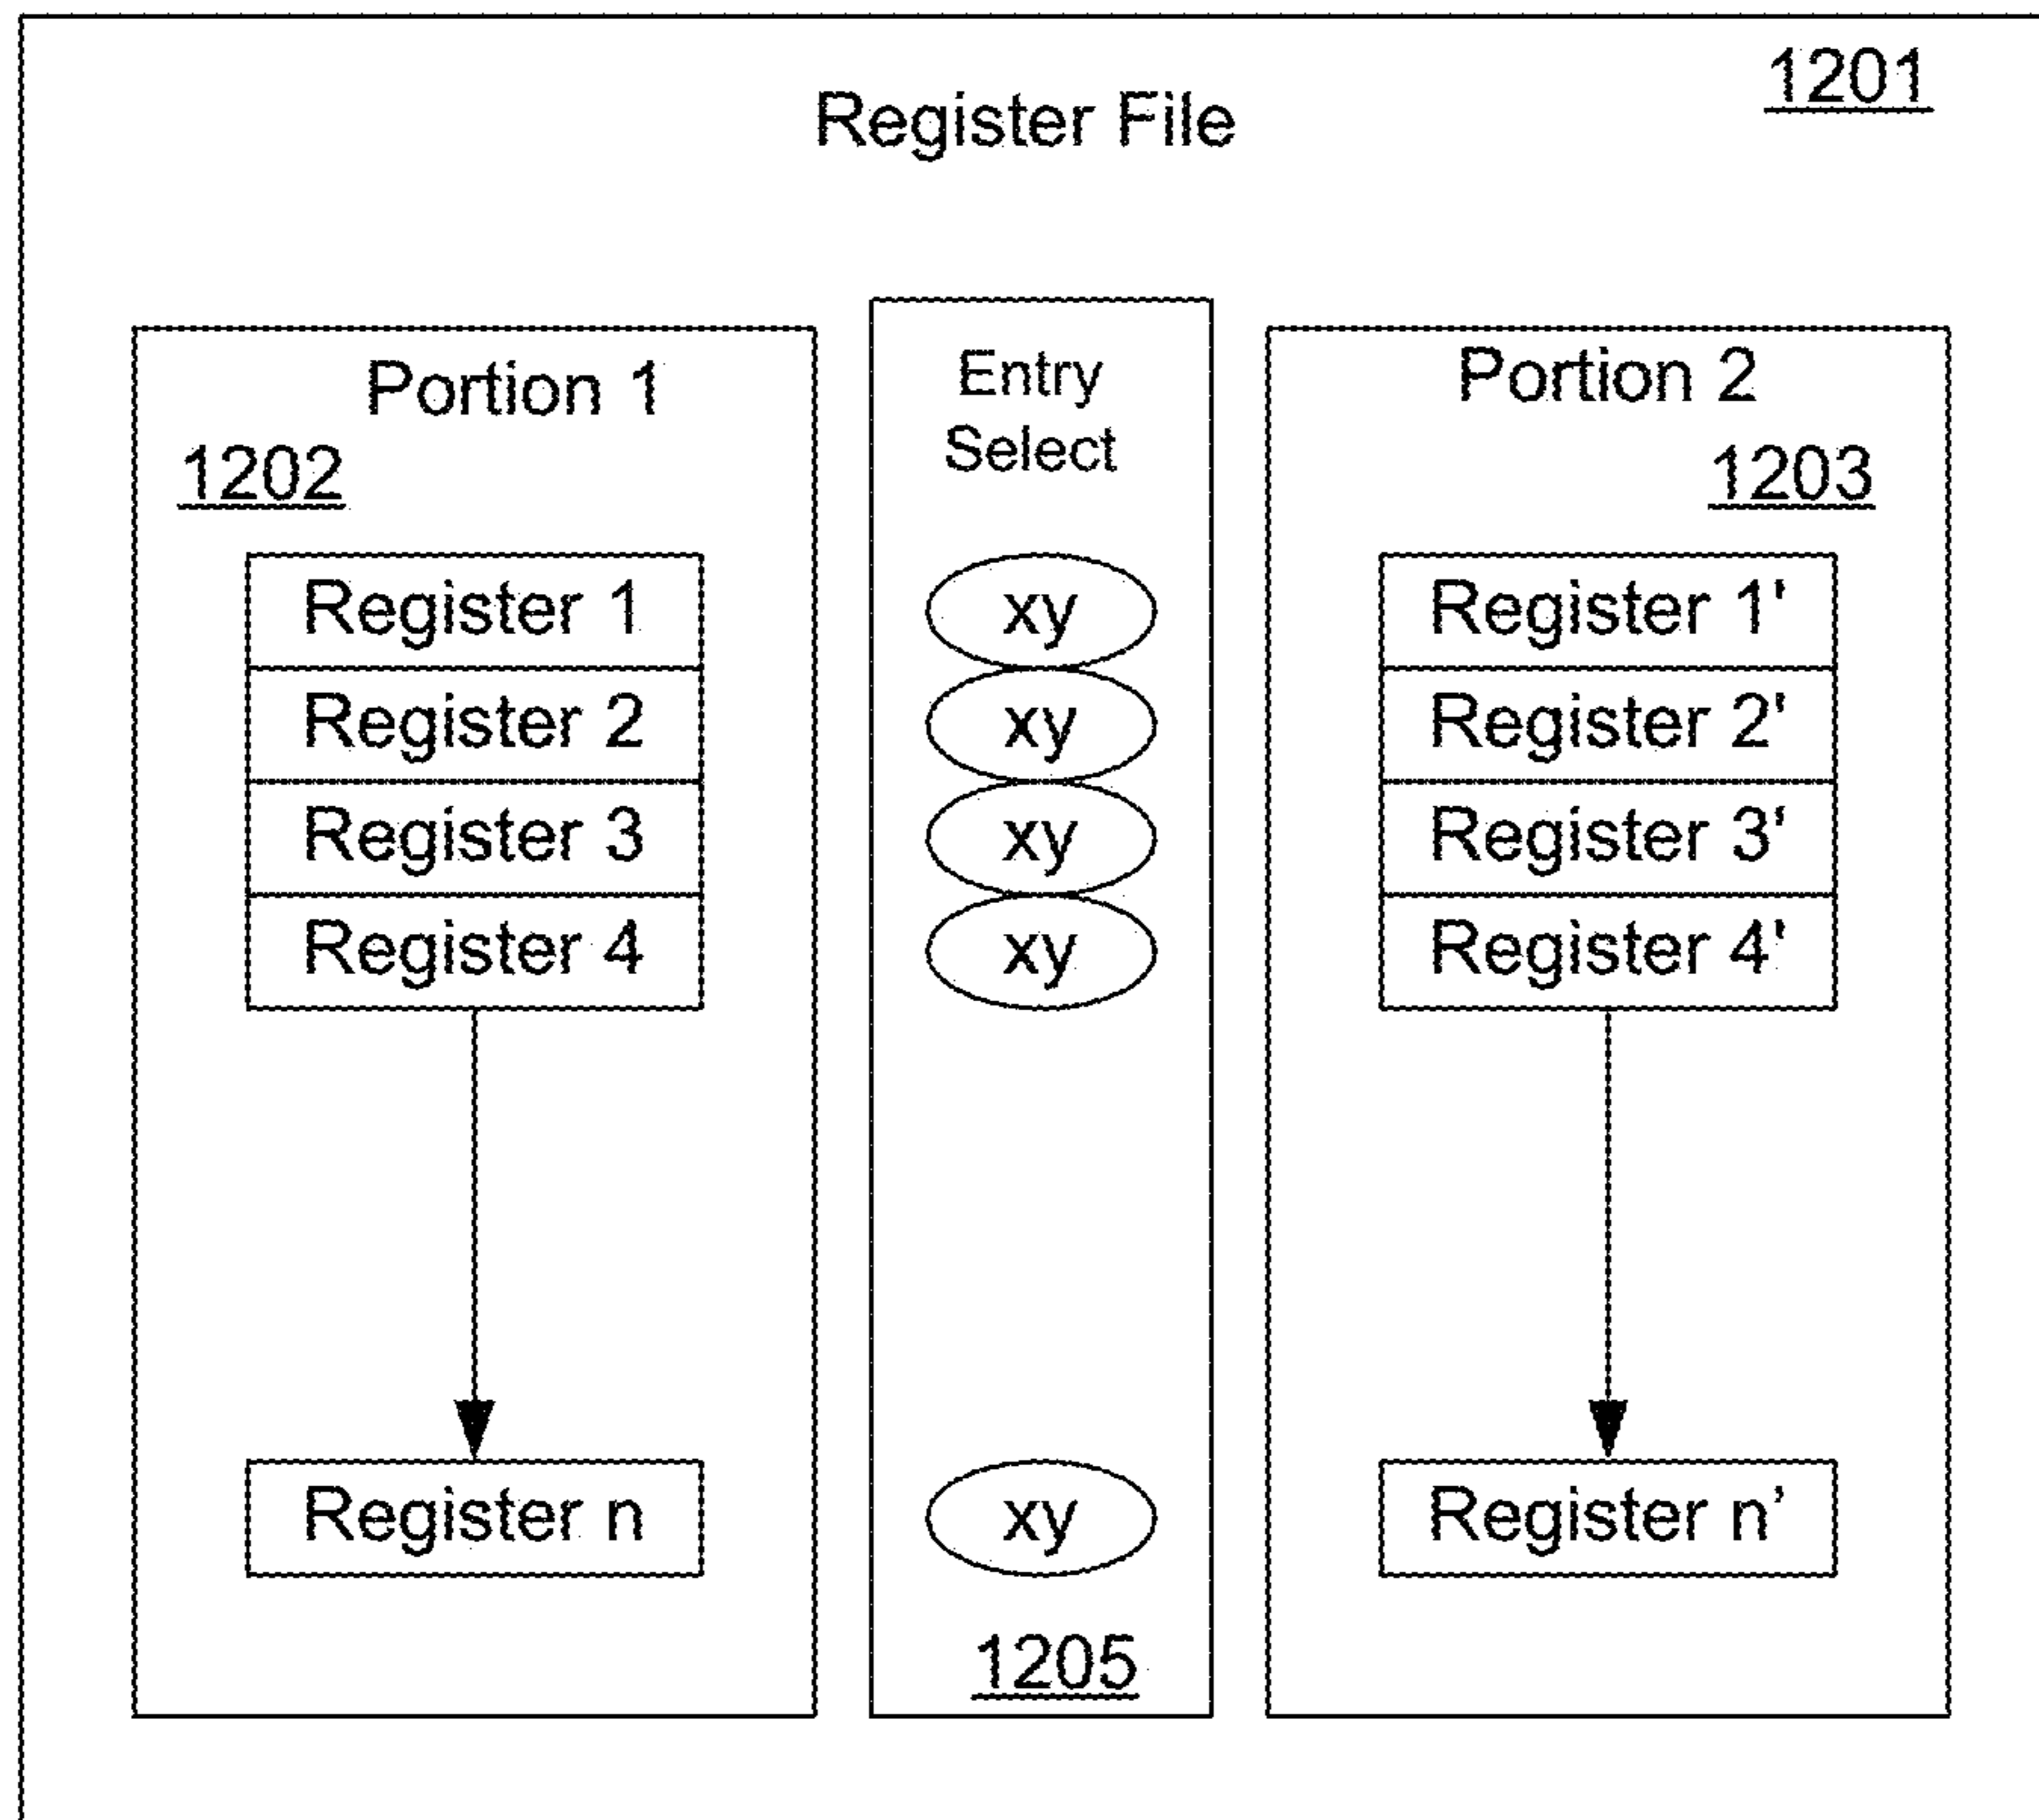 1201
Register File
Portion 1
Entry
Select
Portion 2
1202
1203
Register 1
xy
Register 1'
Register 2
xy
Register 2'
Register 3
xy
Register 3'
Register 4
xy
Register 4'
Register n
xy
Register n’
1205